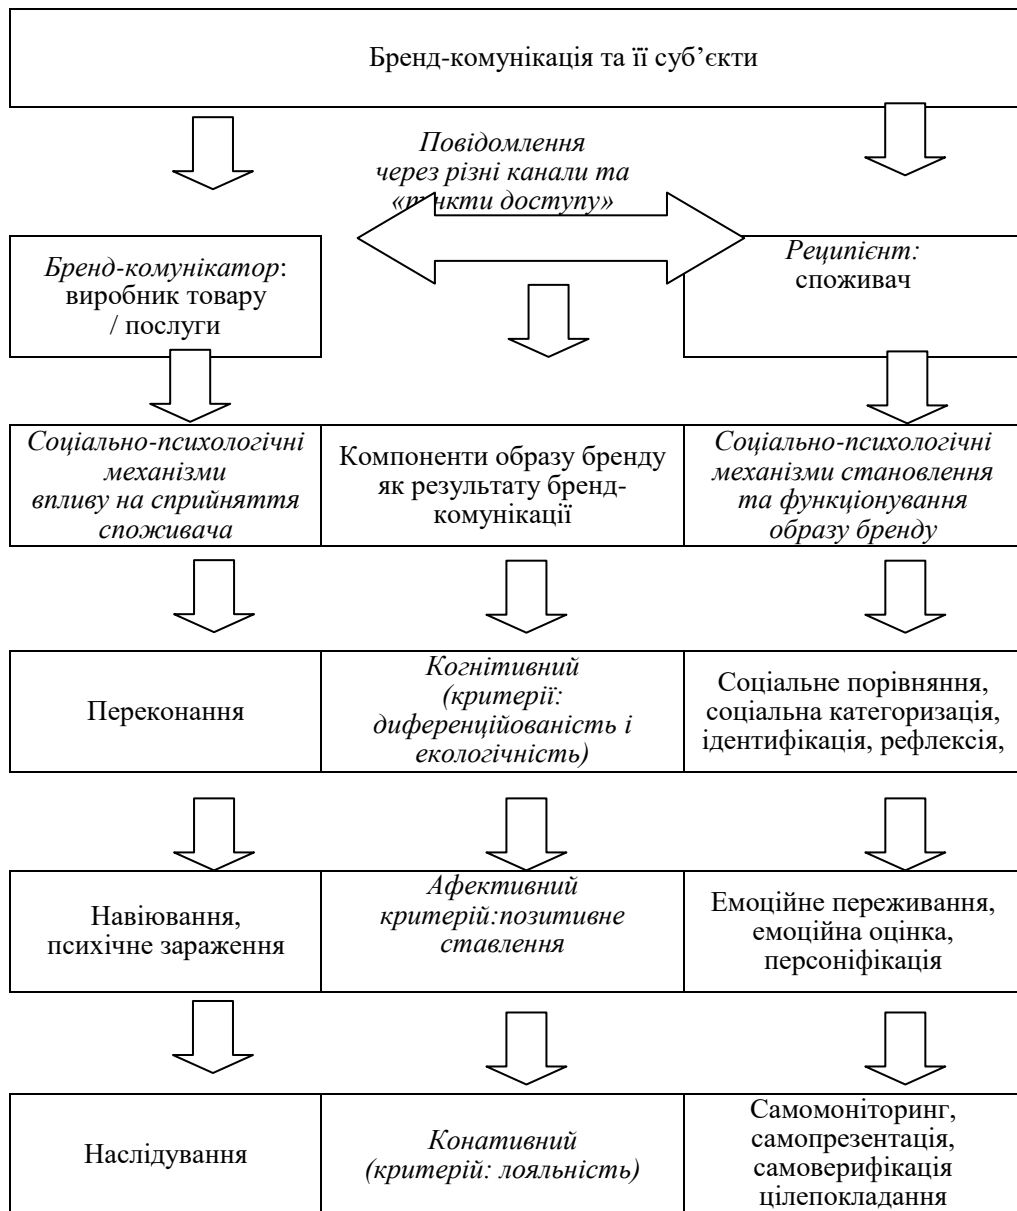 Бренд-комунікація та її суб’єкти
Повідомлення
через різні канали та
«пункти доступу»
Бренд-комунікатор:
виробник товару
/ послуги
Реципієнт:
споживач
Соціально-психологічні
механізми
впливу на сприйняття
споживача
Компоненти образу бренду
як результату бренд-
комунікації
Соціально-психологічні
механізми становлення
та функціонування
образу бренду
Переконання
Когнітивний
(критерії:
диференційованість і
екологічність)
Соціальне порівняння,
соціальна категоризація,
ідентифікація, рефлексія,
Навіювання,
психічне зараження
Афективний
критерій:позитивне
ставлення
Емоційне переживання,
емоційна оцінка,
персоніфікація
Наслідування
Конативний
(критерій: лояльність)
Самомоніторинг,
самопрезентація,
самоверифікація
цілепокладання